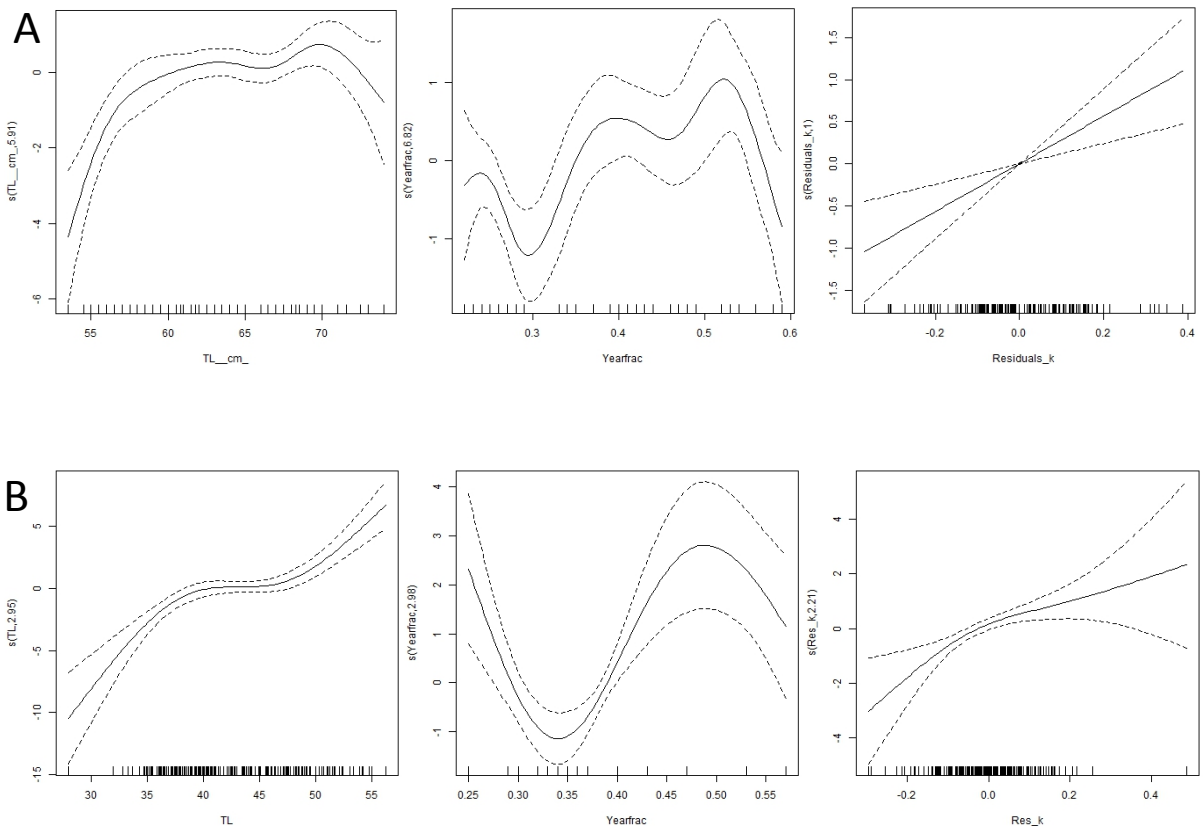 A
s(TL__cm_,5.91)
0
-2
-4
-6
55 60 65 70
TL__cm_
s(Yearfrac,6.82)
1
0
-1
0.3 0.4 0.5 0.6
Yearfrac
s(Residuals_k,1)
1.5
1.0
0.5
0.0
-0.5
-1.0
-1.5
-0.2 0.0 0.2 0.4
Residuals_k
B
s(TL,2.95)
5
0
-5
-10
-15
30 35 40 45 50 55
TL
s(Yearfrac,2.98)
4
3
2
1
0
-1
0.25 0.30 0.35 0.40 0.45 0.50 0.55
Yearfrac
s(Res_k,2.21)
4
2
0
-2
-4
-0.2 0.0 0.2 0.4
Res_k